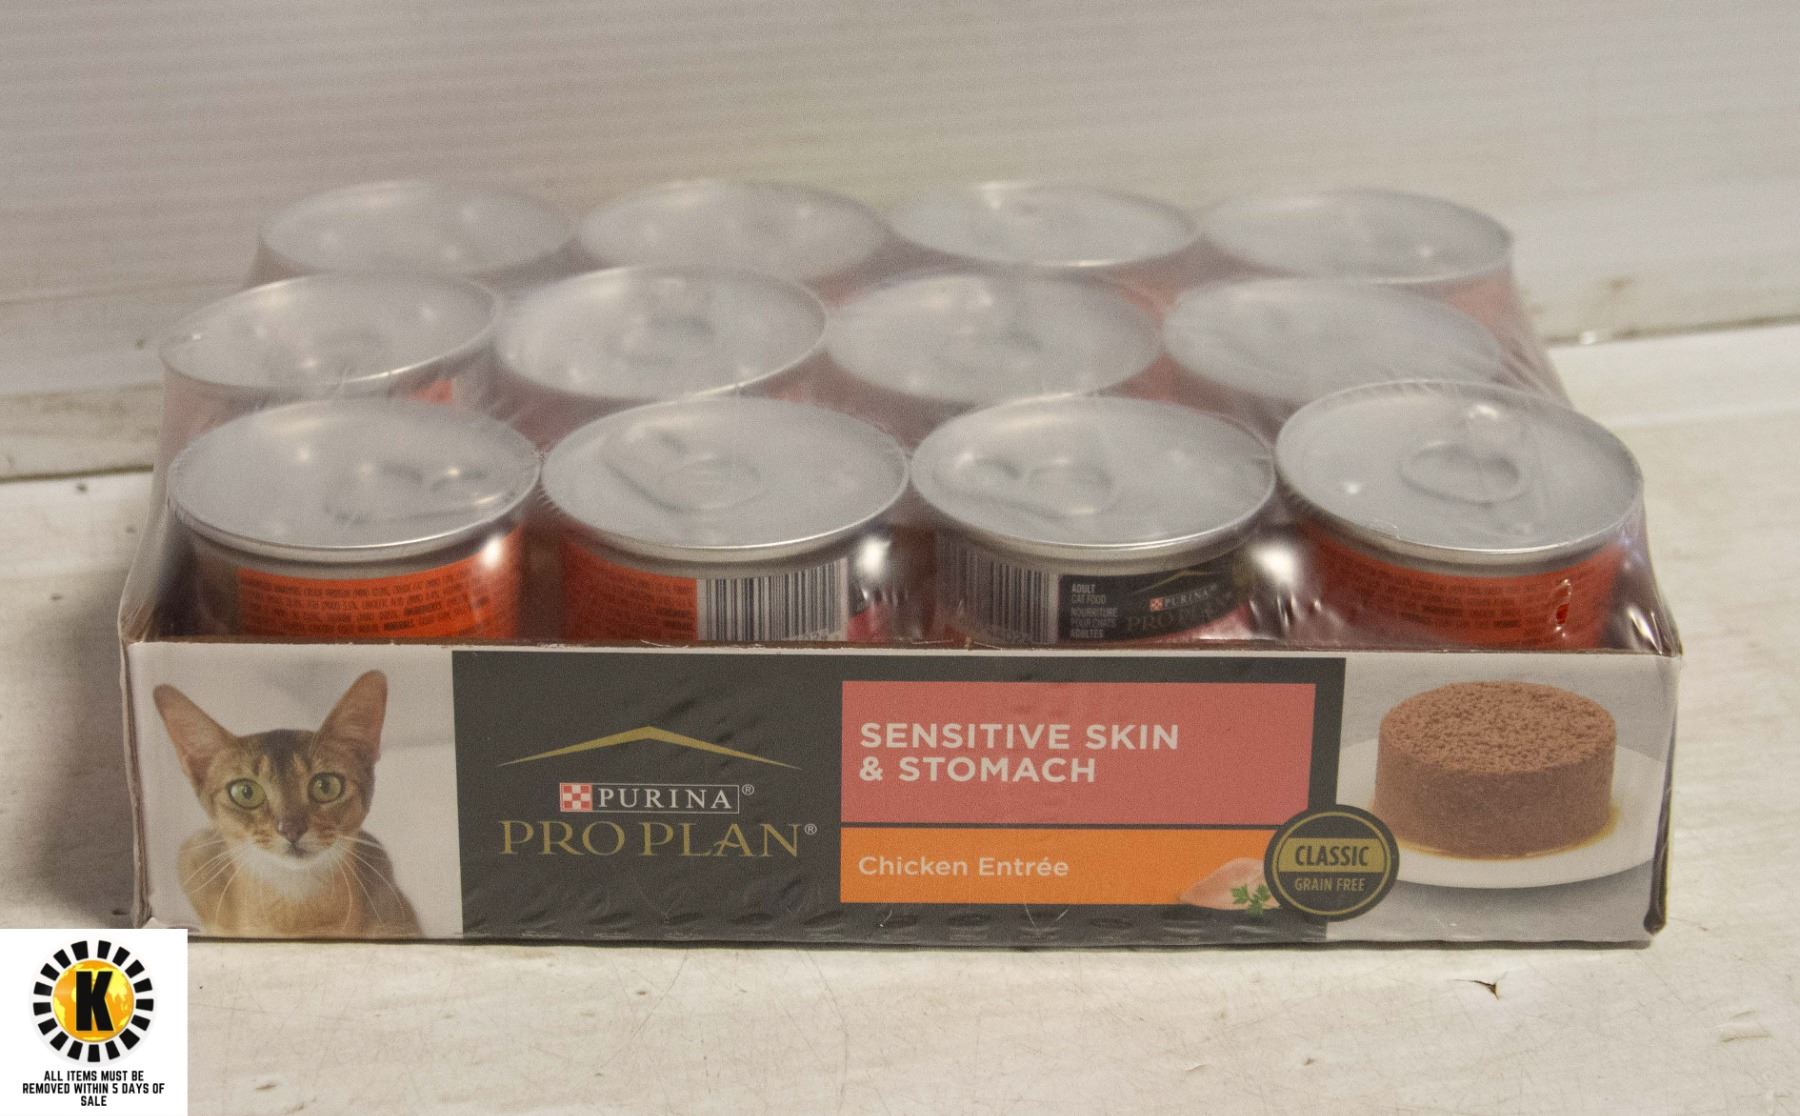 ADULT
CAT FOOD
NOURRITURE
POUR CHATS
ADULTES
PURINA
PRO PLAN
PURINA®
PRO PLAN®
SENSITIVE SKIN
& STOMACH
Chicken Entrée
CLASSIC
GRAIN FREE
K
ALL ITEMS MUST BE
REMOVED WITHIN 5 DAYS OF
SALE